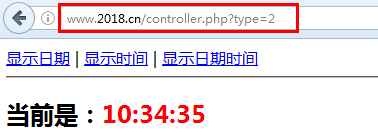 www.2018.cn/controller.php?type=2
显示日期 | 显示时间 | 显示日期时间
当前是：10:34:35